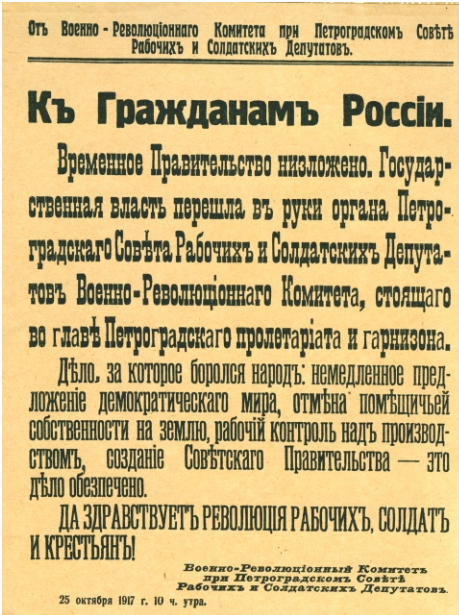 Отъ Военно-Революціоннаго Комитета при Петроградскомъ Совѣтѣ
Рабочихъ и Солдатскихъ Депутатовъ.
Къ Гражданамъ Россіи.
Временное Правительство низложено. Государ-
ственная власть перешла въ руки органа Петро-
градскаго Совѣта Рабочихъ и Солдатскихъ Депута-
товъ Военно-Революціоннаго Комитета, стоящаго
во главѣ Петроградскаго пролетаріата и гарнизона.
Дѣло, за которое боролся народъ: немедленное пред-
ложеніе демократическаго мира, отмѣна помѣщичьей
собственности на землю, рабочій контроль надъ производ-
ствомъ, созданіе Совѣтскаго Правительства — это
дѣло обезпечено.
ДА ЗДРАВСТВУЕТЪ РЕВОЛЮЦІЯ РАБОЧИХЪ, СОЛДАТЪ
И КРЕСТЬЯНЪ!
Военно-Революціонный Комитетъ
при Петроградскомъ Совѣтѣ
Рабочихъ и Солдатскихъ Депутатовъ.
25 октября 1917 г. 10 ч. утра.